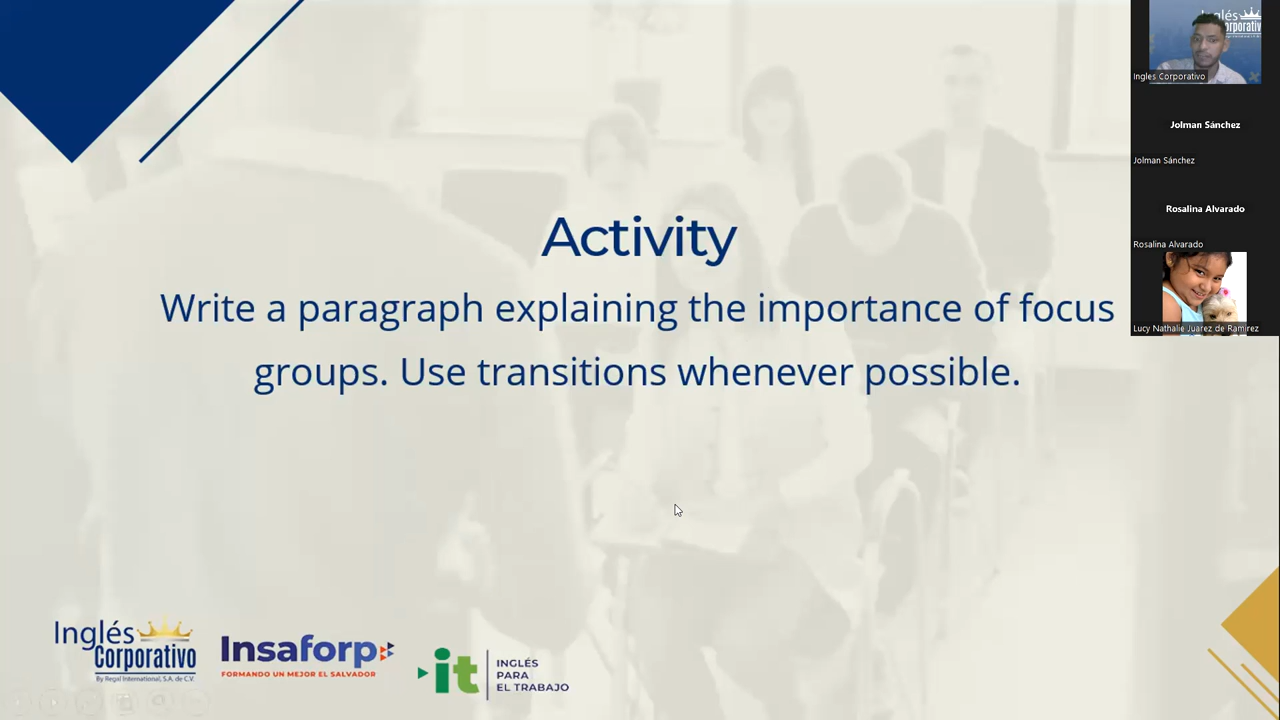 Activity
Write a paragraph explaining the importance of focus
groups. Use transitions whenever possible.
Inglés
Corporativo
By Regal International, S.A. de C.V.
Insaforp
FORMANDO UN MEJOR EL SALVADOR
it
INGLÉS
PARA
EL TRABAJO
Inglés
orporativ
Ingles Corporativo
Jolman Sánchez
Jolman Sánchez
Rosalina Alvarado
Rosalina Alvarado
Lucy Nathalie Juarez de Ramirez